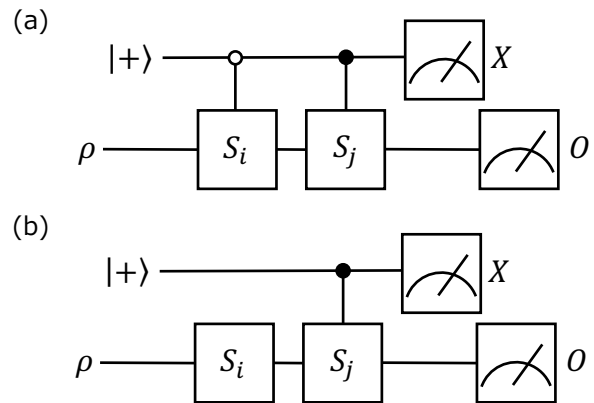 (a)
|+⟩ X
ρ S_i S_j O
(b)
|+⟩ X
ρ S_i S_j O